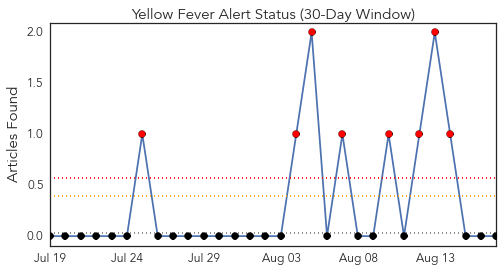 Yellow Fever Alert Status (30-Day Window)
Articles Found
2.0
1.5
1.0
0.5
0.0
Jul 19 Jul 24 Jul 29 Aug 03 Aug 08 Aug 13